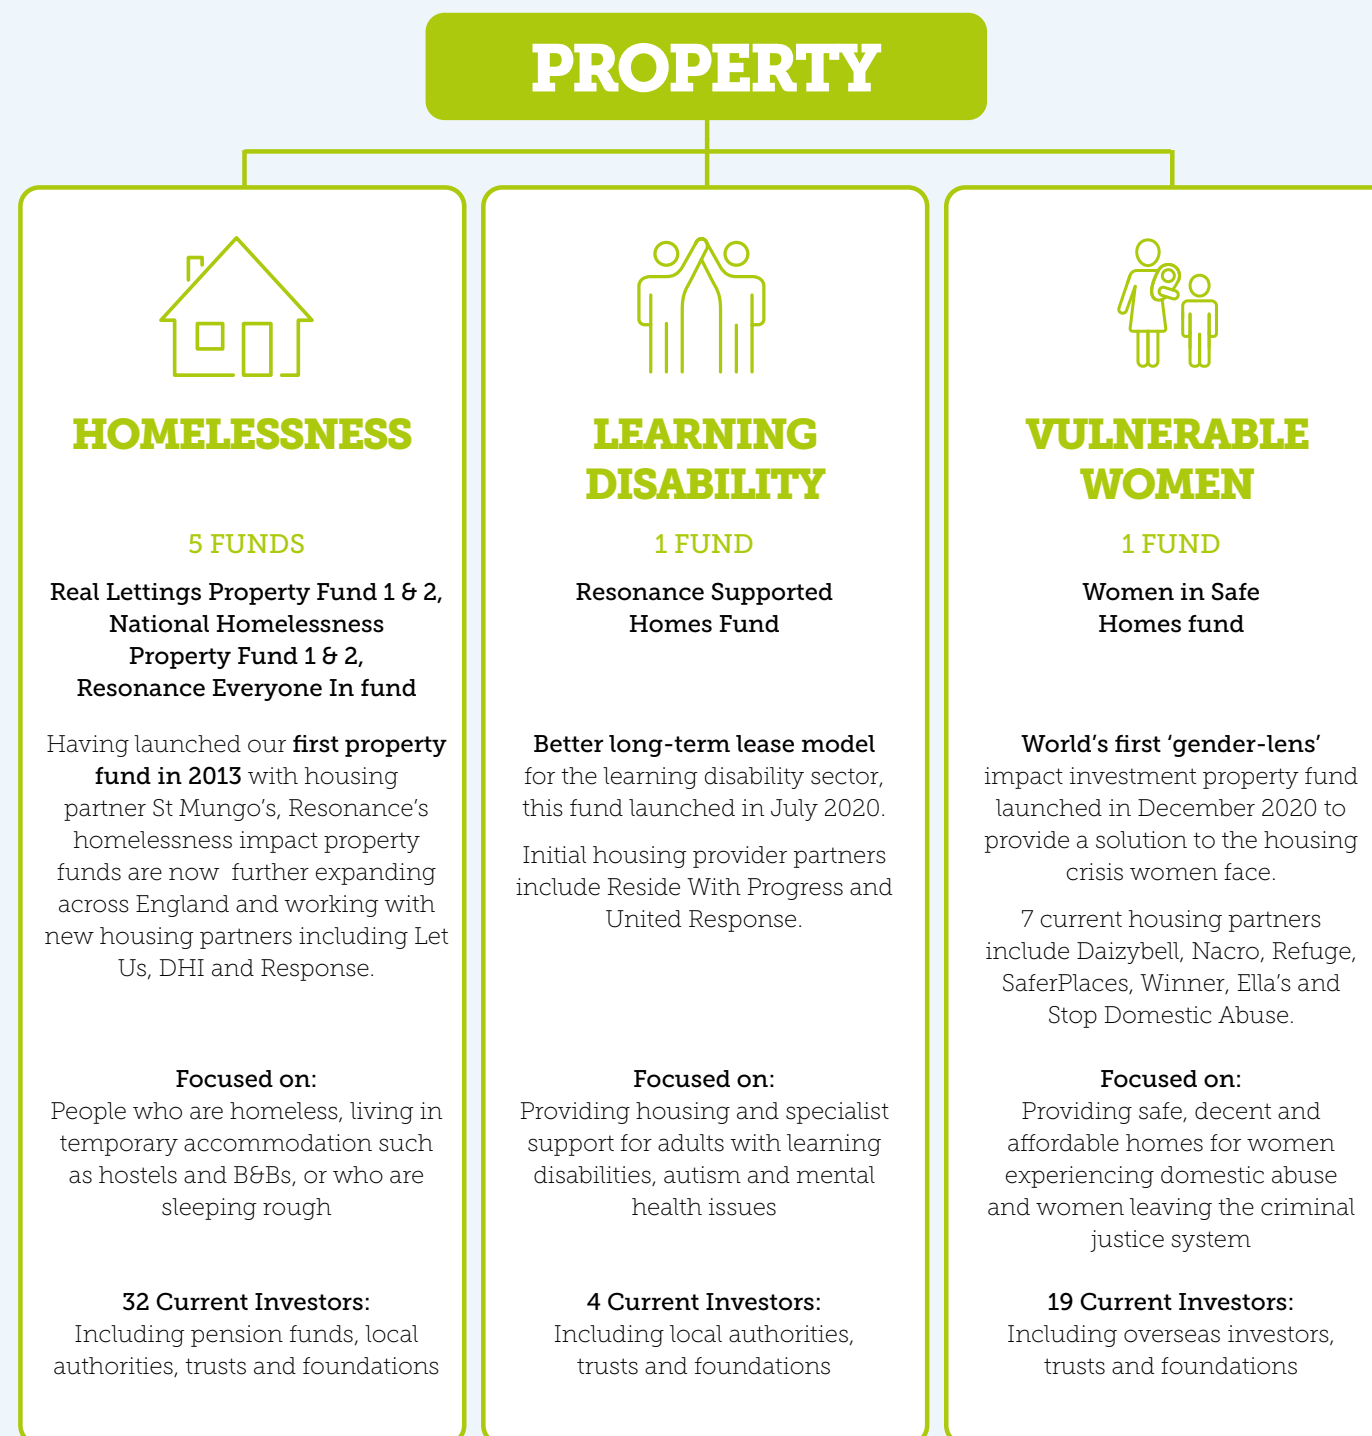 PROPERTY
HOMELESSNESS
5 FUNDS
Real Lettings Property Fund 1 & 2,
National Homelessness
Property Fund 1 & 2,
Resonance Everyone In fund
Having launched our first property
fund in 2013 with housing
partner St Mungo's, Resonance's
homelessness impact property
funds are now further expanding
across England and working with
new housing partners including Let
Us, DHI and Response.
Focused on:
People who are homeless, living in
temporary accommodation such
as hostels and B&Bs, or who are
sleeping rough
32 Current Investors:
Including pension funds, local
authorities, trusts and foundations
LEARNING
DISABILITY
1 FUND
Resonance Supported
Homes Fund
Better long-term lease model
for the learning disability sector,
this fund launched in July 2020.
Initial housing provider partners
include Reside With Progress and
United Response.
Focused on:
Providing housing and specialist
support for adults with learning
disabilities, autism and mental
health issues
4 Current Investors:
Including local authorities,
trusts and foundations
VULNERABLE
WOMEN
1 FUND
Women in Safe
Homes fund
World's first 'gender-lens'
impact investment property fund
launched in December 2020 to
provide a solution to the housing
crisis women face.
7 current housing partners
include Daizybell, Nacro, Refuge,
SaferPlaces, Winner, Ella's and
Stop Domestic Abuse.
Focused on:
Providing safe, decent and
affordable homes for women
experiencing domestic abuse
and women leaving the criminal
justice system
19 Current Investors:
Including overseas investors,
trusts and foundations